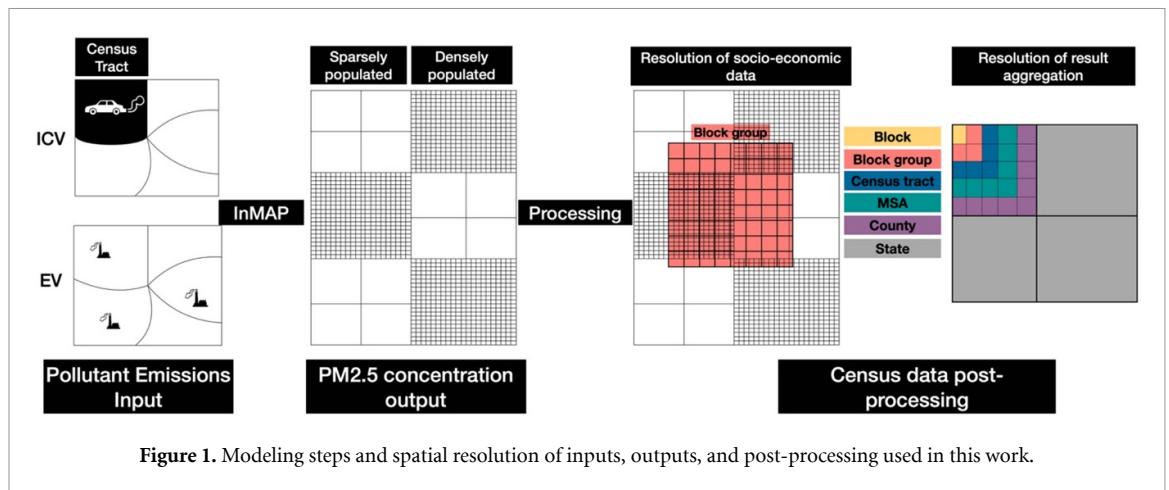 Census
Tract
ICV
EV
Pollutant Emissions
Input
InMAP
Sparsely
populated
Densely
populated
PM2.5 concentration
output
Processing
Resolution of socio-economic
data
Block group
Block
Block group
Census tract
MSA
County
State
Resolution of result
aggregation
Census data post-
processing
Figure 1. Modeling steps and spatial resolution of inputs, outputs, and post-processing used in this work.